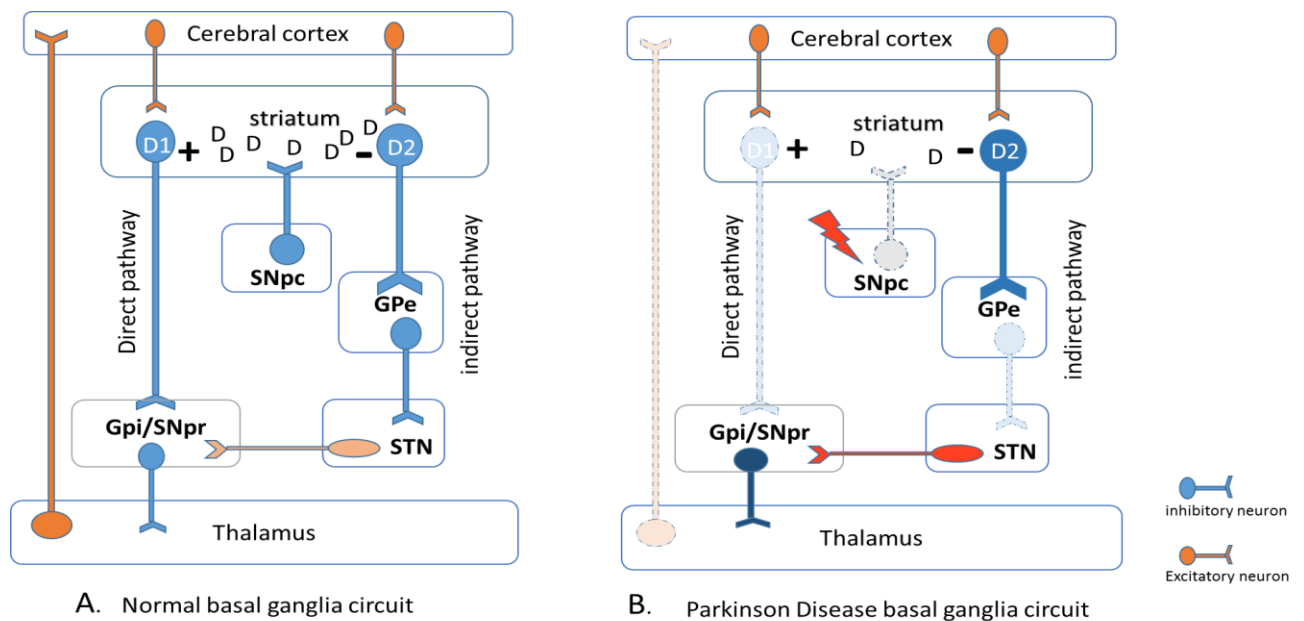 Cerebral cortex
striatum
D
D
D
D
D
D
D
D1
+
-
D2
SNpc
Direct pathway
indirect pathway
GPe
Gpi/SNpr
STN
Thalamus
A. Normal basal ganglia circuit
Cerebral cortex
striatum
D
D
D1
+
-
D2
SNpc
Direct pathway
indirect pathway
GPe
Gpi/SNpr
STN
Thalamus
B. Parkinson Disease basal ganglia circuit
inhibitory neuron
Excitatory neuron